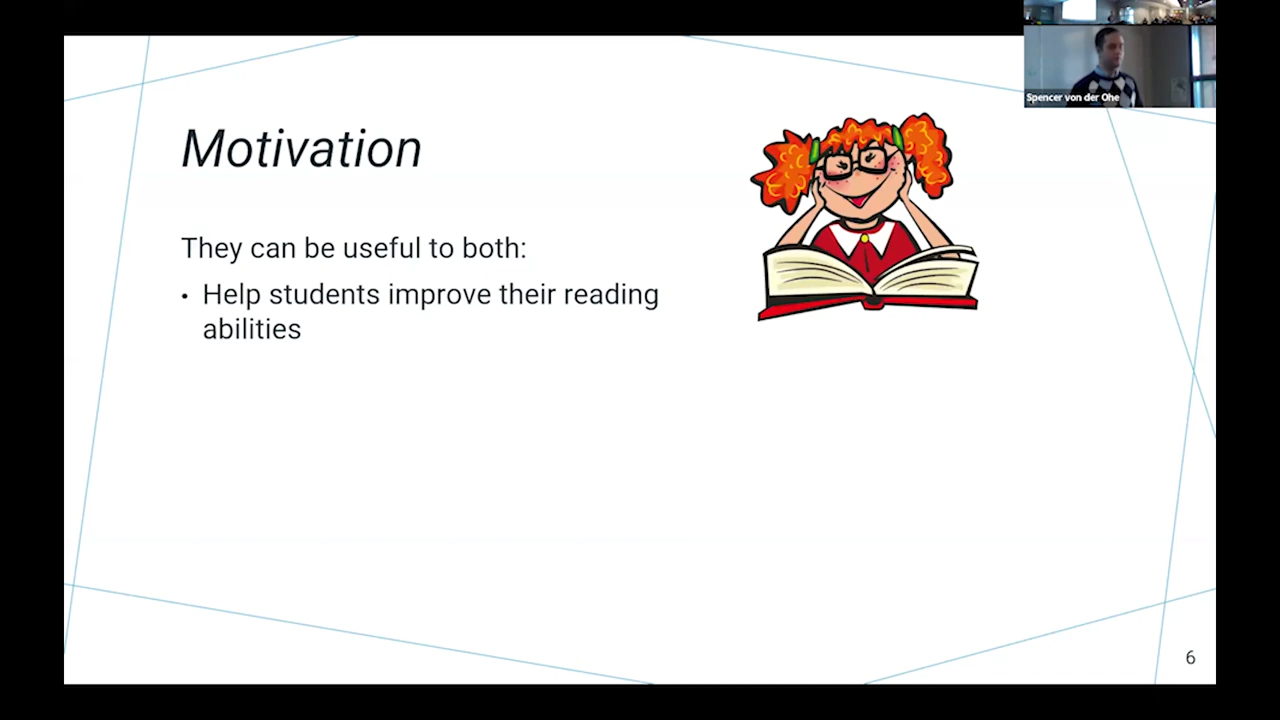 Spencer von der Ohe
Motivation
They can be useful to both:
• Help students improve their reading
abilities
6